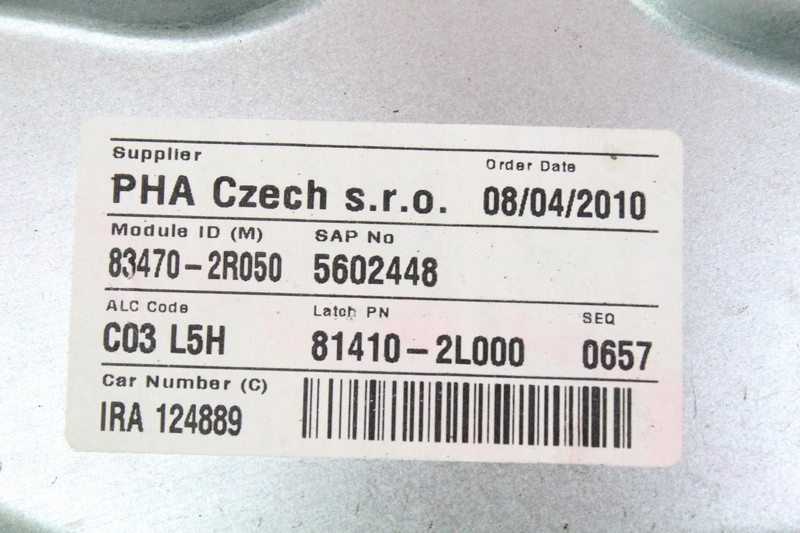 Supplier Order Date
PHA Czech s.r.o. 08/04/2010
Module ID (M) SAP No
83470-2R050 5602448
ALC Code Latch PN SEQ
C03 L5H 81410-2L000 0657
Car Number (C)
IRA 124889